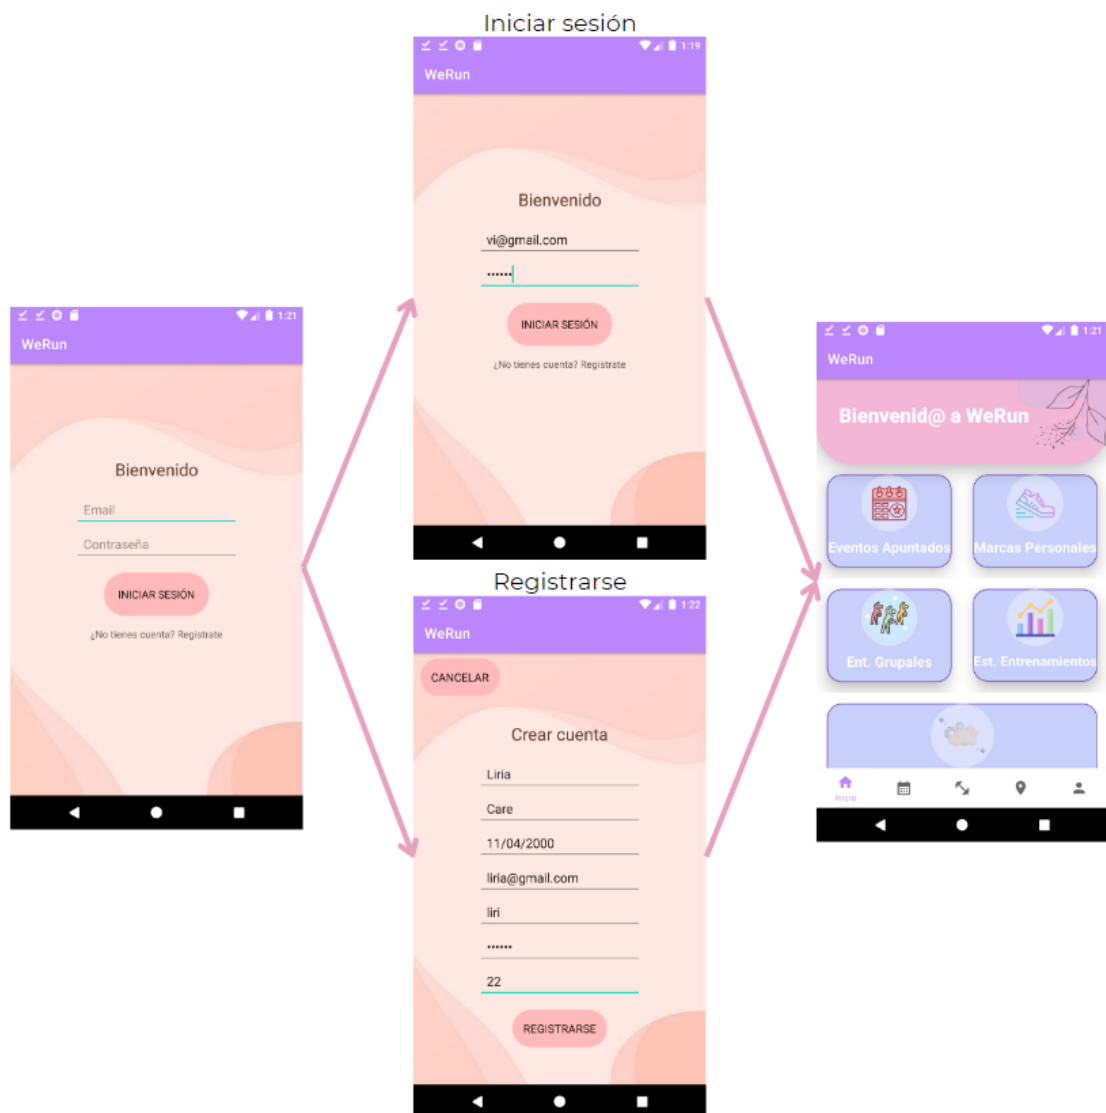 Iniciar sesión
1:19
WeRun
Bienvenido
vi@gmail.com
••••••
INICIAR SESIÓN
¿No tienes cuenta? Registrate
1:21
WeRun
Bienvenido
Email
Contraseña
INICIAR SESIÓN
¿No tienes cuenta? Registrate
Registrarse
1:22
WeRun
CANCELAR
Crear cuenta
Liria
Care
11/04/2000
liria@gmail.com
liri
••••••
22
REGISTRARSE
1:21
WeRun
Bienvenid@ a WeRun
Eventos Apuntados
Marcas Personales
Ent. Grupales
Est. Entrenamientos
Inicio